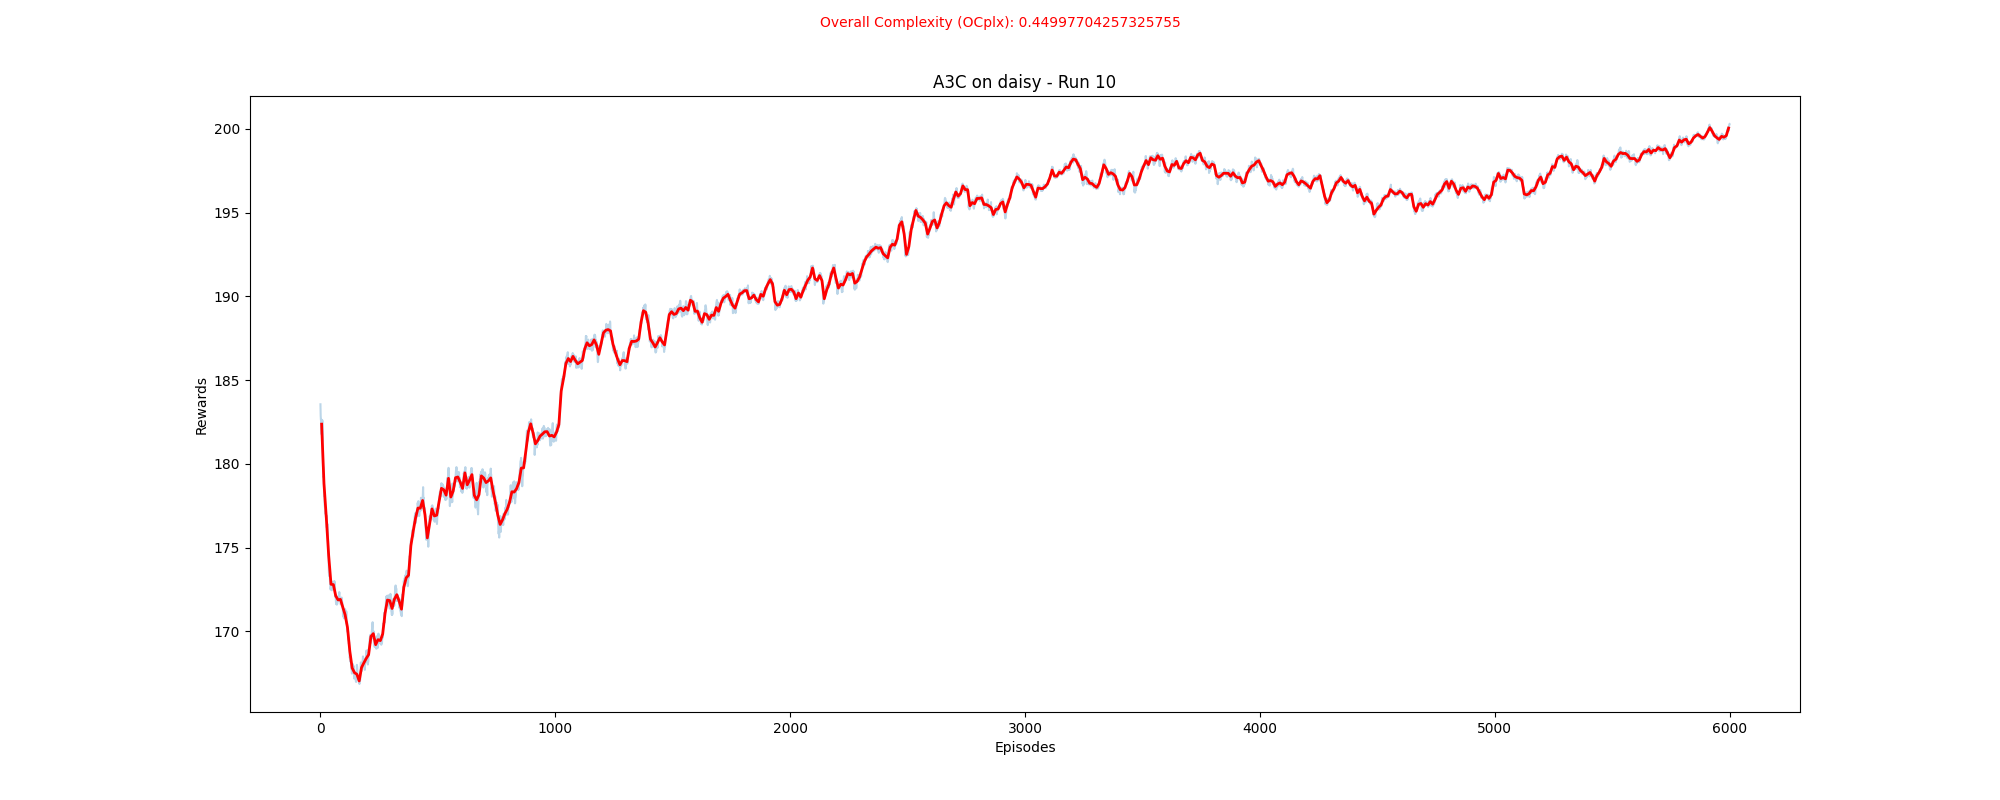 Overall Complexity (OCplx): 0.44997704257325755
A3C on daisy - Run 10
200
195
190
185
180
175
170
Rewards
0 1000 2000 3000 4000 5000 6000
Episodes